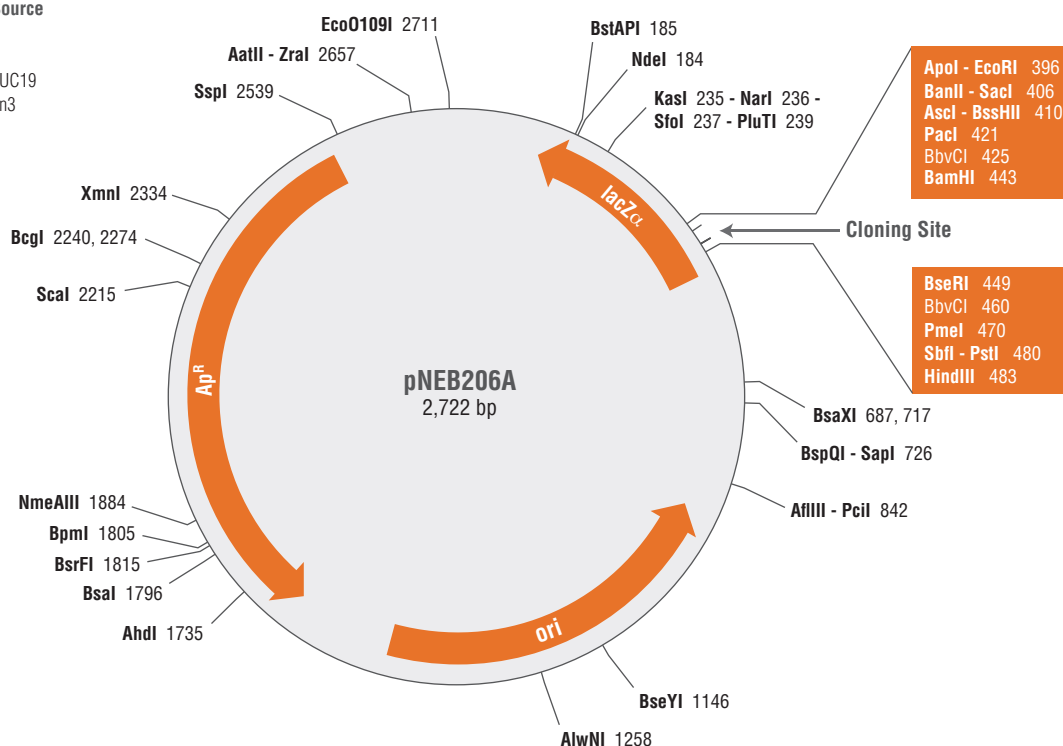 Source
UC19
n3
EcoO109I 2711
AatII - ZraI 2657
SspI 2539
XmnI 2334
BcgI 2240, 2274
ScaI 2215
NmeAIII 1884
BpmI 1805
BsrFI 1815
BsaI 1796
AhdI 1735
BstAPI 185
NdeI 184
KasI 235 - NarI 236 -
SfoI 237 - PluTI 239
ApoI - EcoRI 396
BanII - SacI 406
AscI - BssHII 410
PacI 421
BbvCI 425
BamHI 443
Cloning Site
BseRI 449
BbvCI 460
PmeI 470
SbfI - PstI 480
HindIII 483
BsaXI 687, 717
BspQI - SapI 726
AflIII - PciI 842
BseYI 1146
AlwNI 1258
lacZα
ApR
ori
pNEB206A
2,722 bp